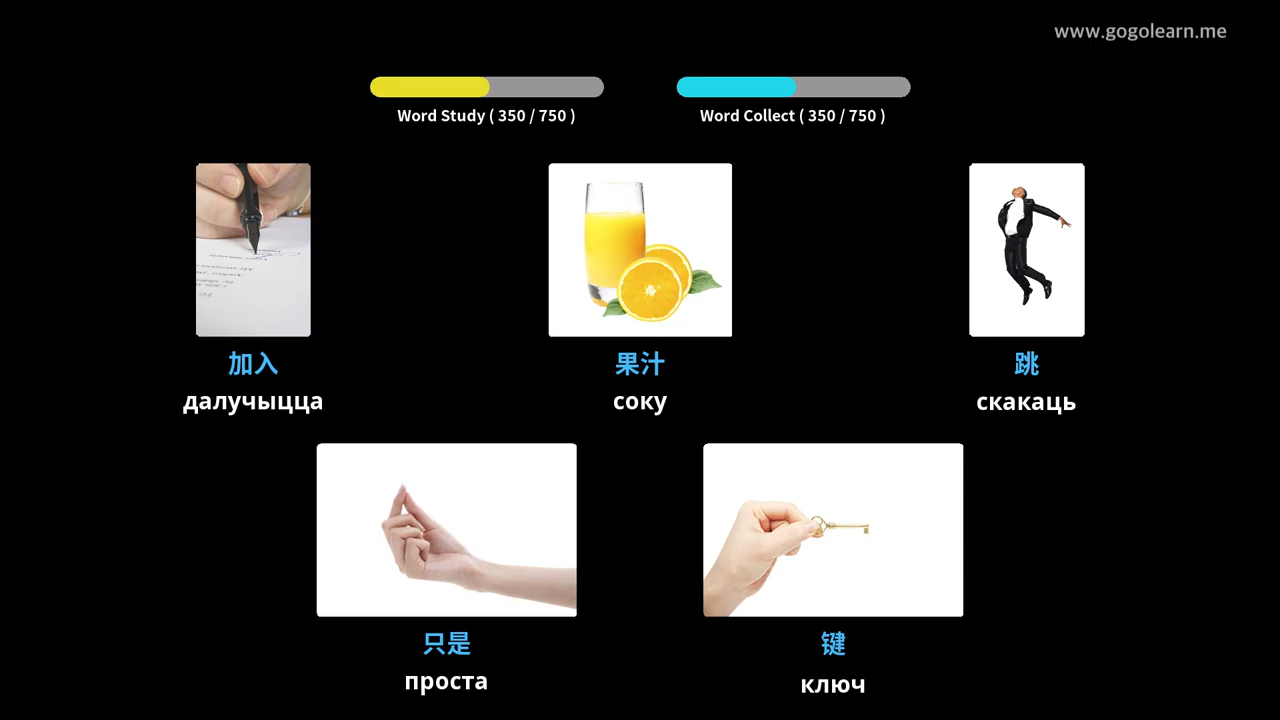 www.gogolearn.me
Word Study ( 350 / 750 )
Word Collect ( 350 / 750 )
加入
далучыцца
果汁
соку
跳
скакаць
只是
проста
键
ключ